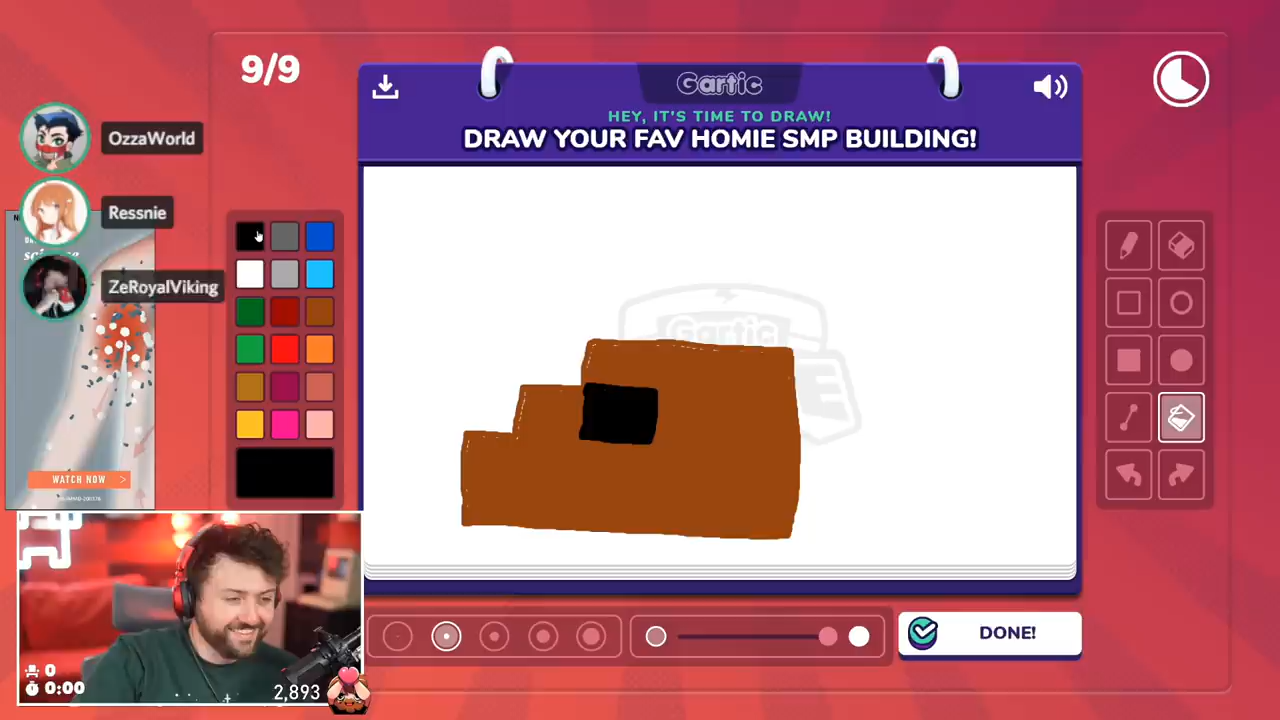 9/9
Gartic
HEY, IT'S TIME TO DRAW!
DRAW YOUR FAV HOMIE SMP BUILDING!
OzzaWorld
Ressnie
ZeRoyalViking
Gartic
WATCH NOW >
0
0:00
2,893
DONE!